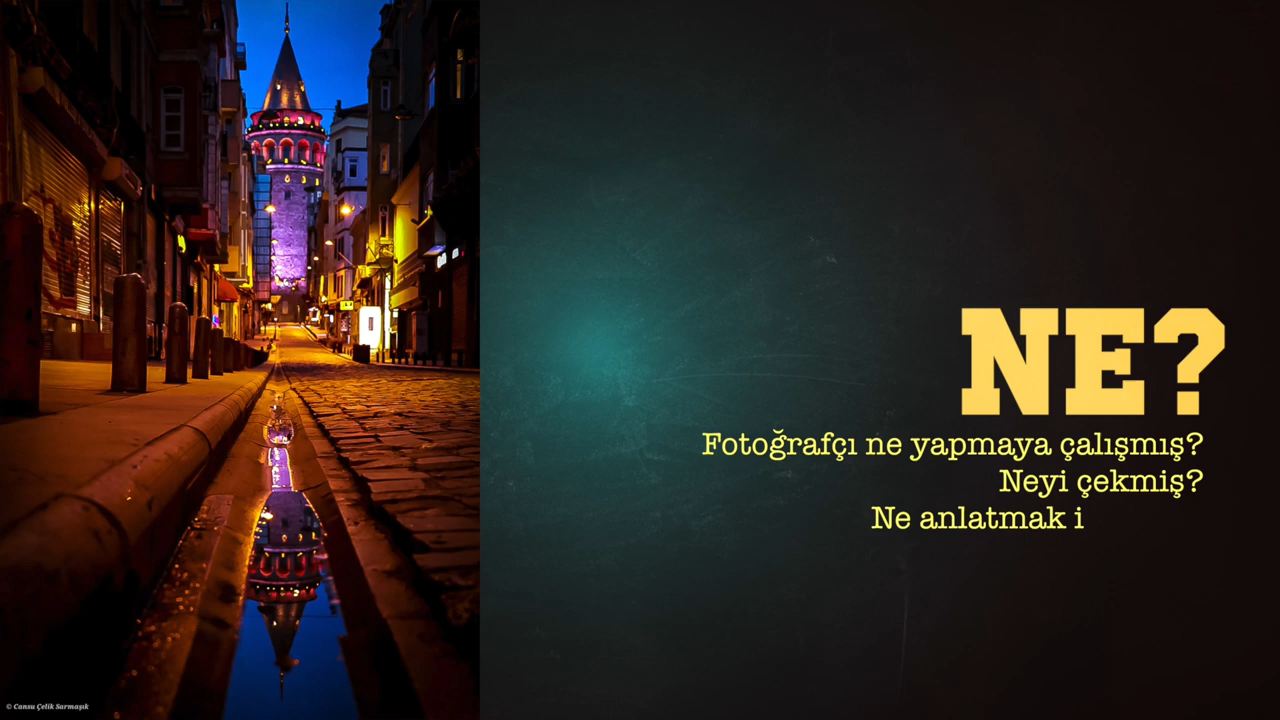 NE?
Fotoğrafçı ne yapmaya çalışmış?
Neyi çekmiş?
Ne anlatmak i
© Cansu Çelik Sarmaşık